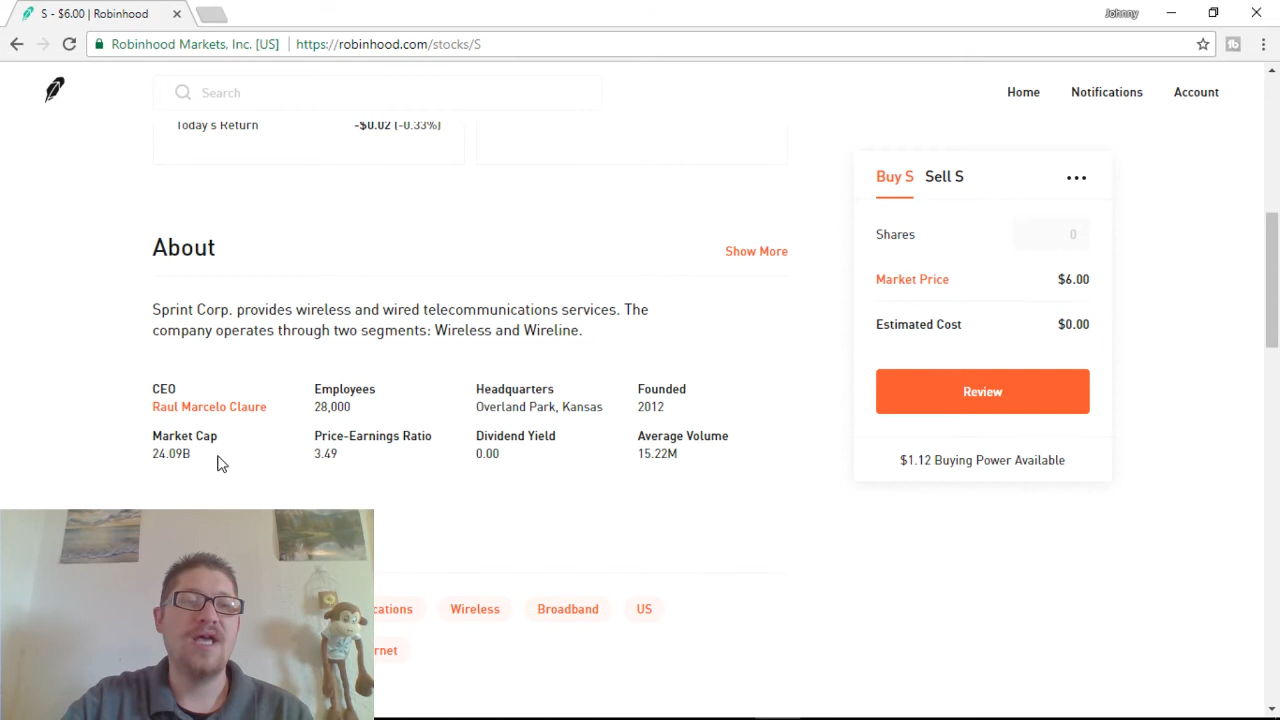 S - $6.00 | Robinhood
Johnny
Robinhood Markets, Inc. [US] | https://robinhood.com/stocks/S
Search
Home Notifications Account
Today's Return -$0.02 (-0.33%)
Buy S Sell S
Shares 0
Market Price $6.00
Estimated Cost $0.00
Review
$1.12 Buying Power Available
About Show More
Sprint Corp. provides wireless and wired telecommunications services. The
company operates through two segments: Wireless and Wireline.
CEO Employees Headquarters Founded
Raul Marcelo Claure 28,000 Overland Park, Kansas 2012
Market Cap Price-Earnings Ratio Dividend Yield Average Volume
24.09B 3.49 0.00 15.22M
cations Wireless Broadband US
rnet